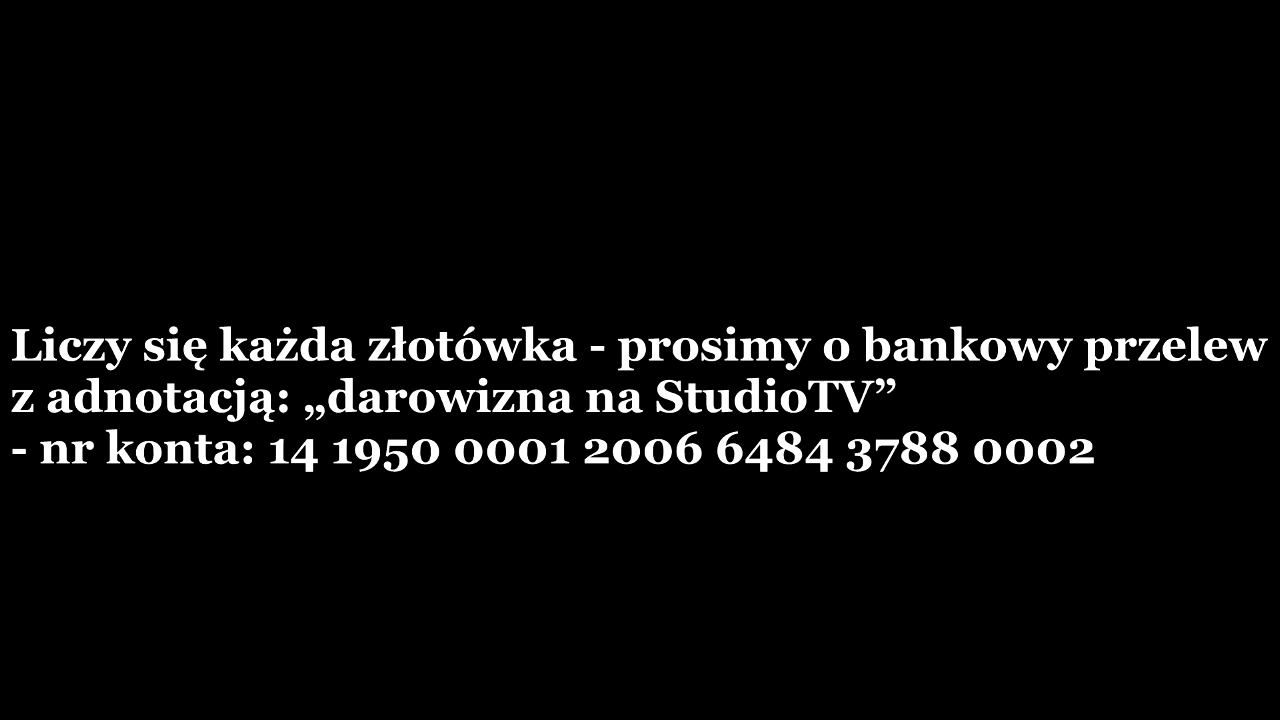 Liczy się każda złotówka - prosimy o bankowy przelew
z adnotacją: „darowizna na StudioTV”
- nr konta: 14 1950 0001 2006 6484 3788 0002